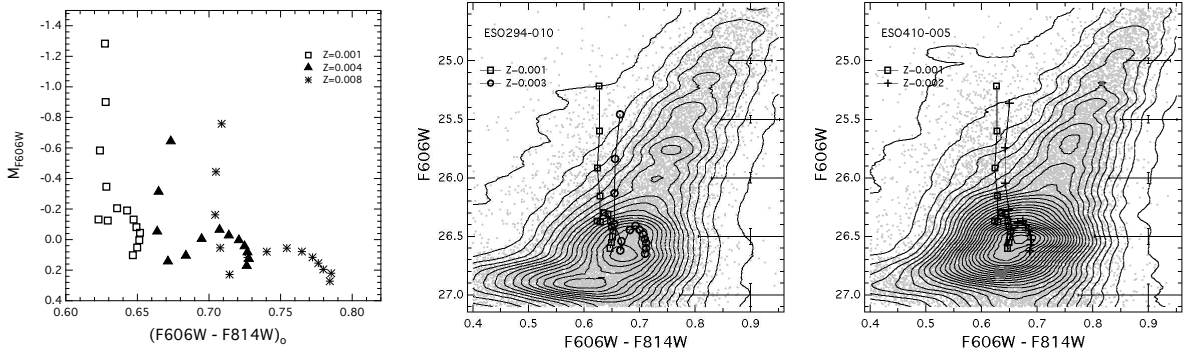 -1.4
-1.2
-1.0
-0.8
-0.6
-0.4
-0.2
0.0
0.2
0.4
M_F606W
0.60
0.65
0.70
0.75
0.80
(F606W - F814W)o
Z=0.001
Z=0.004
Z=0.008
ESO294-010
Z-0.001
Z-0.003
25.0
25.5
26.0
26.5
27.0
F606W
0.4
0.5
0.6
0.7
0.8
0.9
F606W - F814W
ESO410-005
Z-0.001
Z-0.002
25.0
25.5
26.0
26.5
27.0
F606W
0.4
0.5
0.6
0.7
0.8
0.9
F606W - F814W